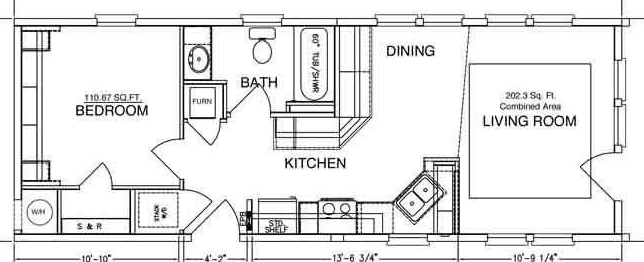 DINING
60" TUB/SHWR
BATH
110.67 SQ.FT.
BEDROOM
FURN
202.3 Sq. Ft.
Combined Area
LIVING ROOM
KITCHEN
W/H
S & R
STACK
W/D
EPB
STD.
SHELF
10'-10"
4'-2"
13'-6 3/4"
10'-9 1/4"